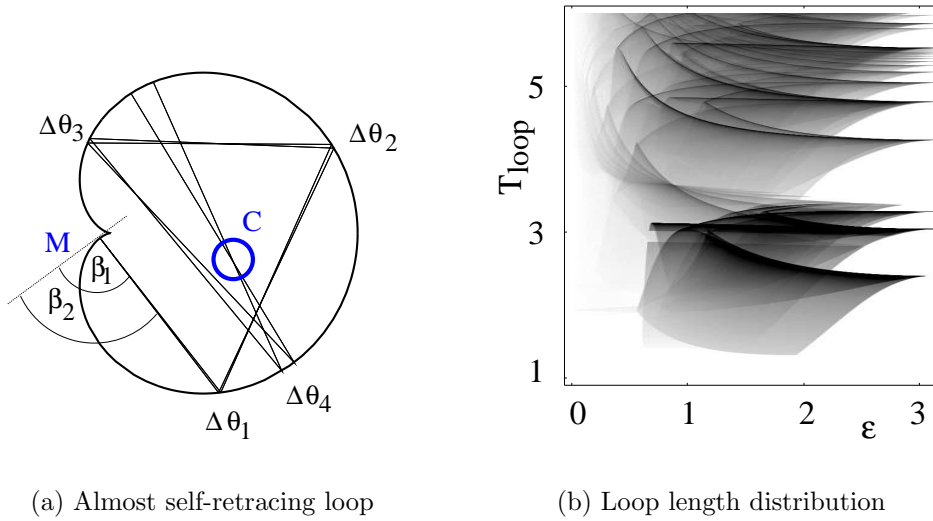 Δθ3
Δθ2
C
M
β1
β2
Δθ4
Δθ1
Tloop
5
3
1
0
1
2
3
ε
(a) Almost self-retracing loop
(b) Loop length distribution